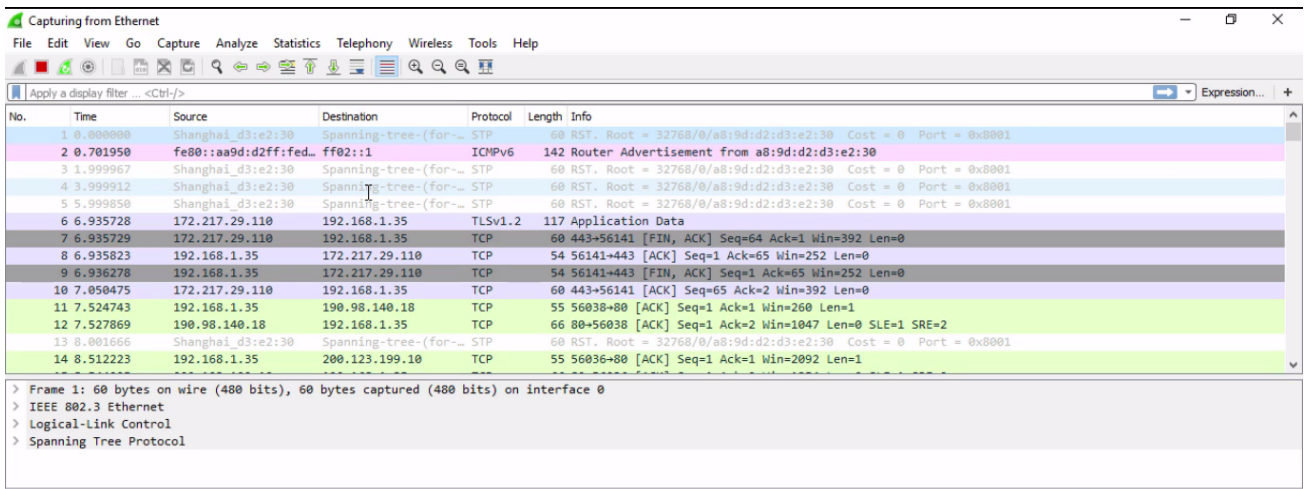 Capturing from Ethernet
File Edit View Go Capture Analyze Statistics Telephony Wireless Tools Help
Apply a display filter ... <Ctrl-/> Expression... +
No. Time Source Destination Protocol Length Info
1 0.000000 Shanghai_d3:e2:30 Spanning-tree-(for-… STP 60 RST. Root = 32768/0/a8:9d:d2:d3:e2:30 Cost = 0 Port = 0x8001
2 0.701950 fe80::aa9d:d2ff:fed… ff02::1 ICMPv6 142 Router Advertisement from a8:9d:d2:d3:e2:30
3 1.999967 Shanghai_d3:e2:30 Spanning-tree-(for-… STP 60 RST. Root = 32768/0/a8:9d:d2:d3:e2:30 Cost = 0 Port = 0x8001
4 3.999912 Shanghai_d3:e2:30 Spanning-tree-(for-… STP 60 RST. Root = 32768/0/a8:9d:d2:d3:e2:30 Cost = 0 Port = 0x8001
5 5.999850 Shanghai_d3:e2:30 Spanning-tree-(for-… STP 60 RST. Root = 32768/0/a8:9d:d2:d3:e2:30 Cost = 0 Port = 0x8001
6 6.935728 172.217.29.110 192.168.1.35 TLSv1.2 117 Application Data
7 6.935729 172.217.29.110 192.168.1.35 TCP 60 443→56141 [FIN, ACK] Seq=64 Ack=1 Win=392 Len=0
8 6.935823 192.168.1.35 172.217.29.110 TCP 54 56141→443 [ACK] Seq=1 Ack=65 Win=252 Len=0
9 6.936278 192.168.1.35 172.217.29.110 TCP 54 56141→443 [FIN, ACK] Seq=1 Ack=65 Win=252 Len=0
10 7.050475 172.217.29.110 192.168.1.35 TCP 60 443→56141 [ACK] Seq=65 Ack=2 Win=392 Len=0
11 7.524743 192.168.1.35 190.98.140.18 TCP 55 56038→80 [ACK] Seq=1 Ack=1 Win=260 Len=1
12 7.527869 190.98.140.18 192.168.1.35 TCP 66 80→56038 [ACK] Seq=1 Ack=2 Win=1047 Len=0 SLE=1 SRE=2
13 8.001666 Shanghai_d3:e2:30 Spanning-tree-(for-… STP 60 RST. Root = 32768/0/a8:9d:d2:d3:e2:30 Cost = 0 Port = 0x8001
14 8.512223 192.168.1.35 200.123.199.10 TCP 55 56036→80 [ACK] Seq=1 Ack=1 Win=2092 Len=1
> Frame 1: 60 bytes on wire (480 bits), 60 bytes captured (480 bits) on interface 0
> IEEE 802.3 Ethernet
> Logical-Link Control
> Spanning Tree Protocol